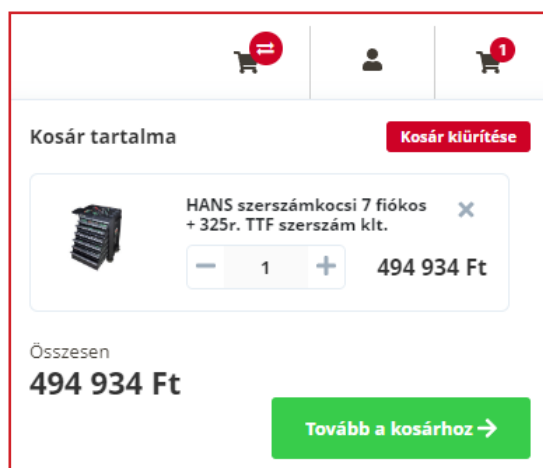 1
Kosár tartalma
Kosár kiürítése
HANS szerszámkocsi 7 fiókos
+ 325r. TTF szerszám klt.
1
494 934 Ft
Összesen
494 934 Ft
Tovább a kosárhoz